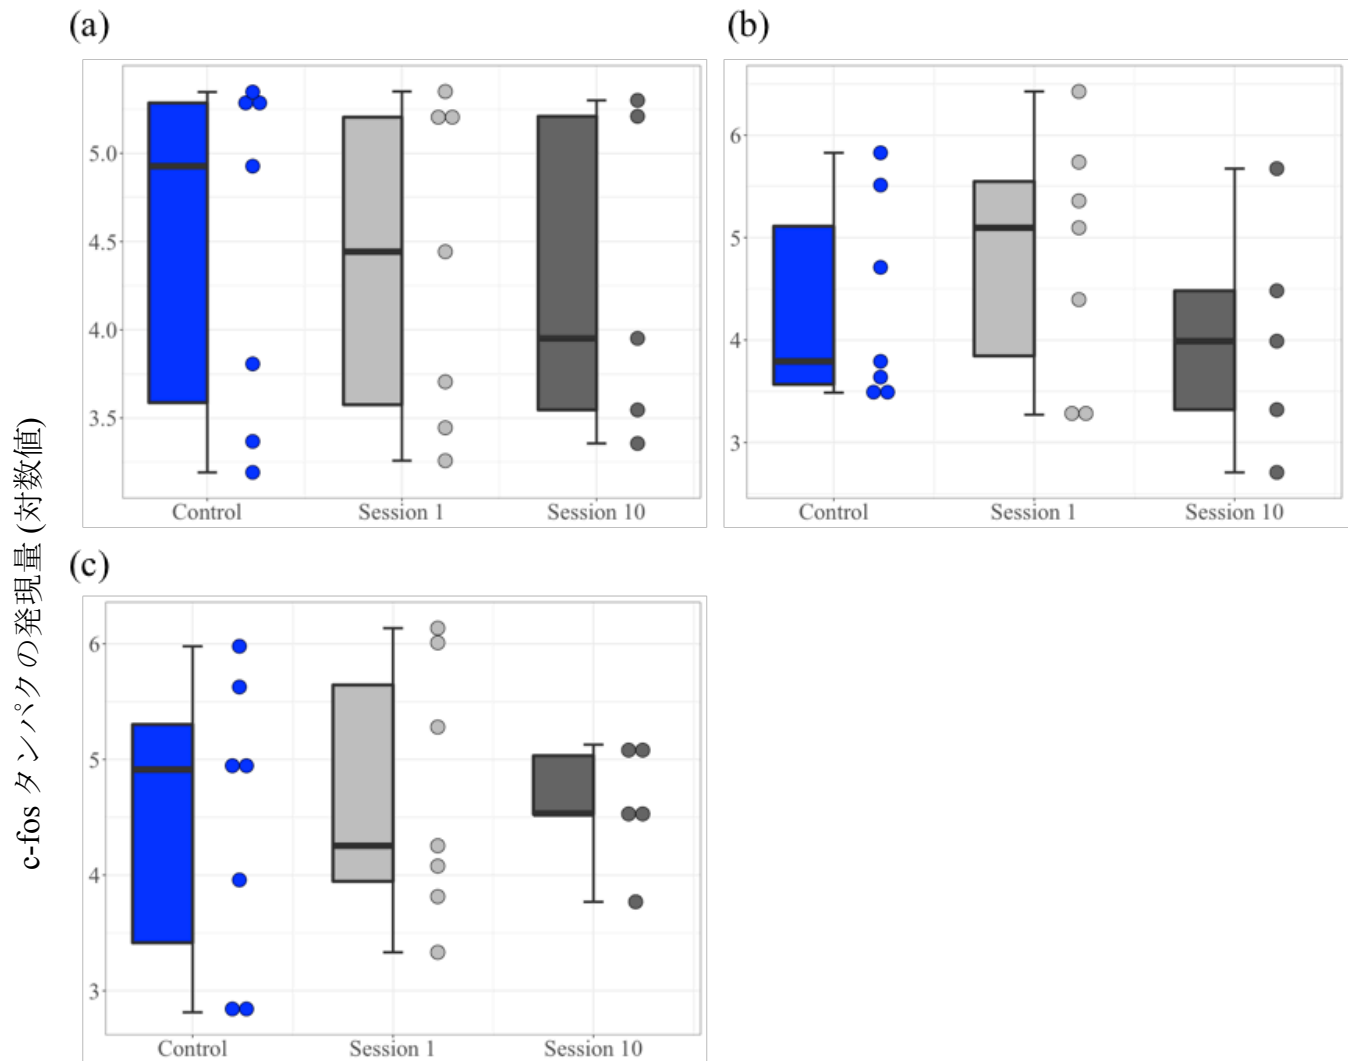 (a)
5.0
4.5
4.0
3.5
Control Session 1 Session 10
(b)
6
5
4
3
Control Session 1 Session 10
(c)
6
5
4
3
Control Session 1 Session 10
c-fos タンパクの発現量 (対数値)